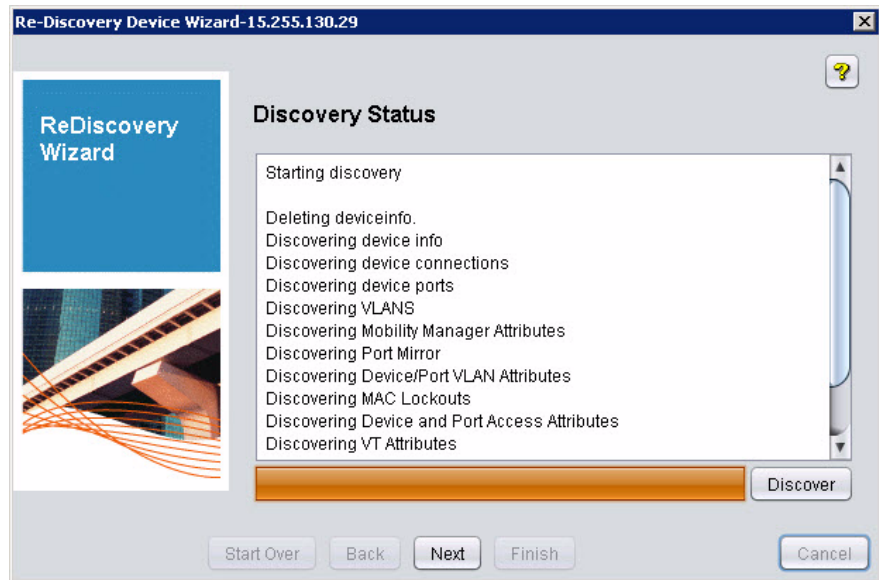 Re-Discovery Device Wizard-15.255.130.29
ReDiscovery
Wizard
Discovery Status
Starting discovery
Deleting deviceinfo.
Discovering device info
Discovering device connections
Discovering device ports
Discovering VLANS
Discovering Mobility Manager Attributes
Discovering Port Mirror
Discovering Device/Port VLAN Attributes
Discovering MAC Lockouts
Discovering Device and Port Access Attributes
Discovering VT Attributes
Discover
Start Over
Back
Next
Finish
Cancel